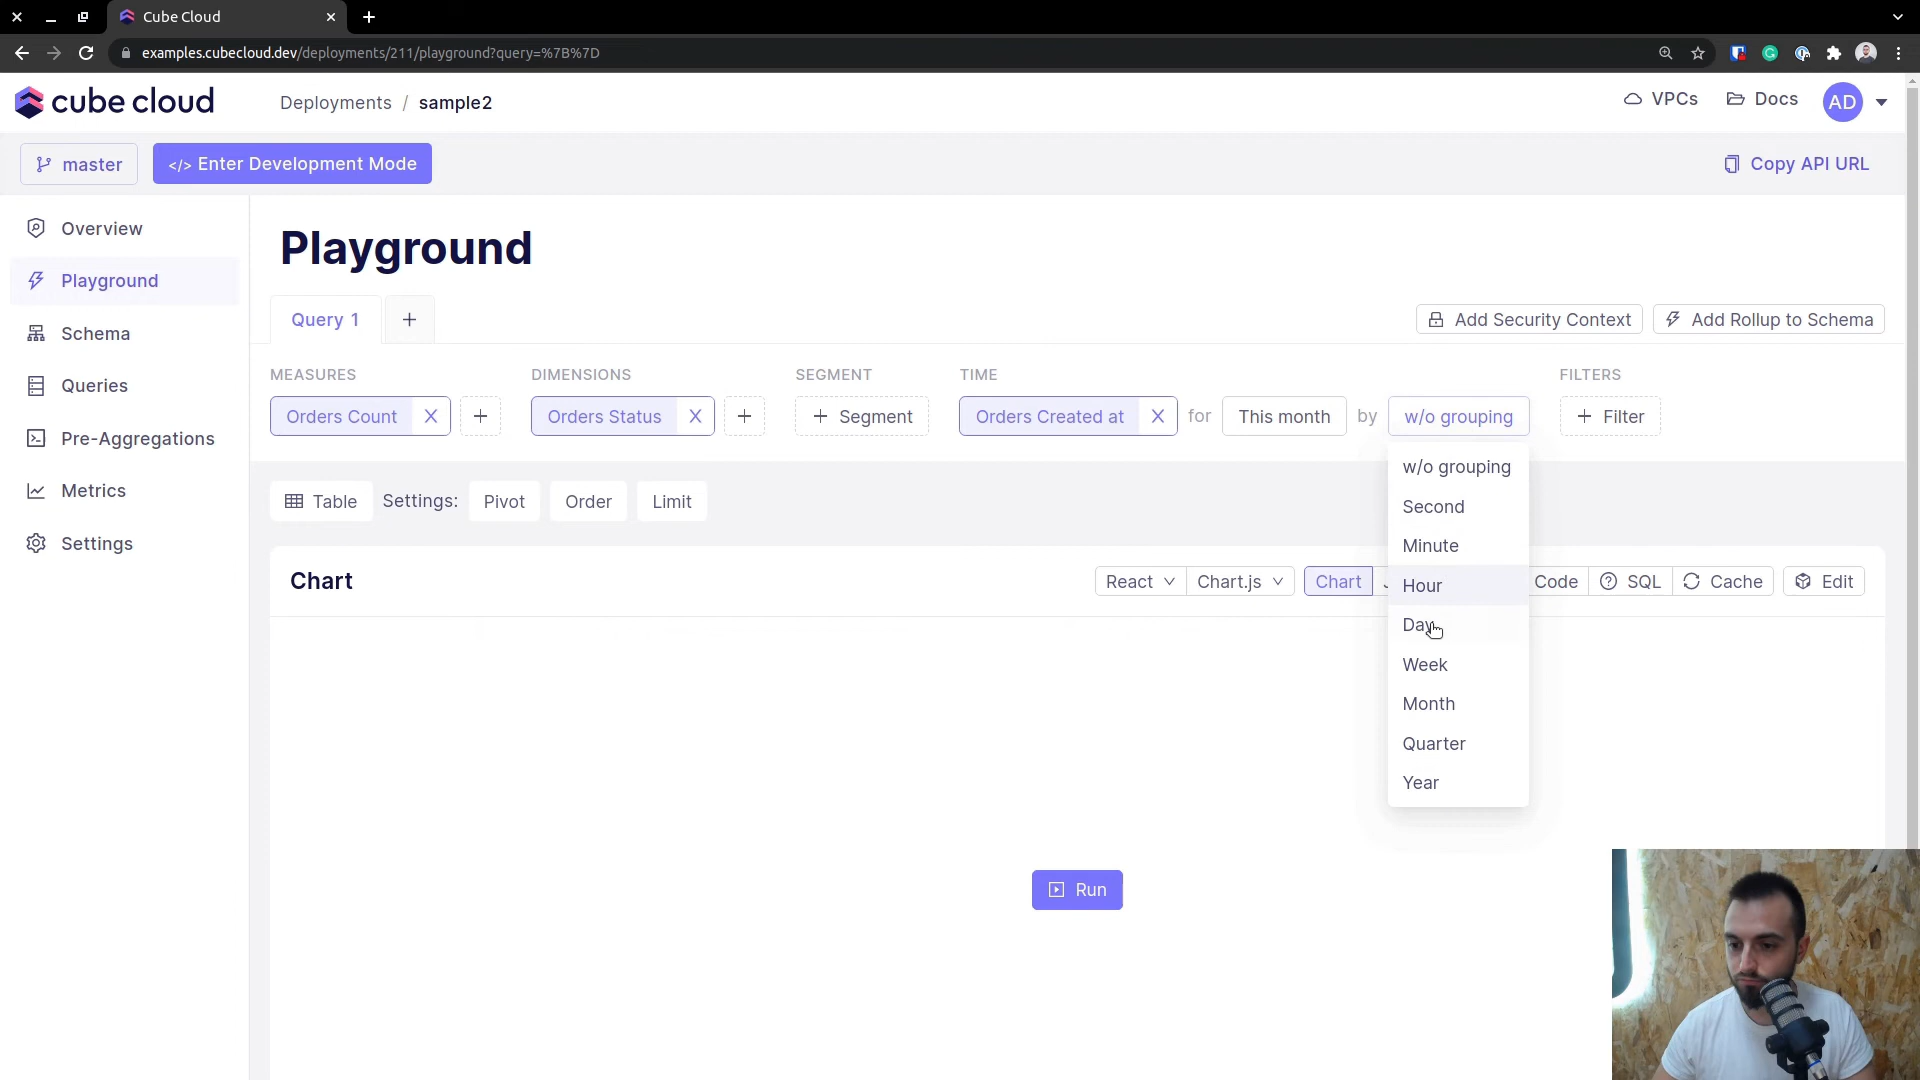 Cube Cloud
examples.cubecloud.dev/deployments/211/playground?query=%7B%7D
cube cloud
Deployments / sample2
VPCs
Docs
AD
master
</> Enter Development Mode
Copy API URL
Overview
Playground
Schema
Queries
Pre-Aggregations
Metrics
Settings
Playground
Query 1
+
Add Security Context
Add Rollup to Schema
MEASURES
DIMENSIONS
SEGMENT
TIME
FILTERS
Orders Count X +
Orders Status X +
+ Segment
Orders Created at X for This month by w/o grouping
+ Filter
w/o grouping
Second
Minute
Hour
Day
Week
Month
Quarter
Year
Table Settings: Pivot Order Limit
Chart
React Chart.js Chart Code SQL Cache Edit
Run